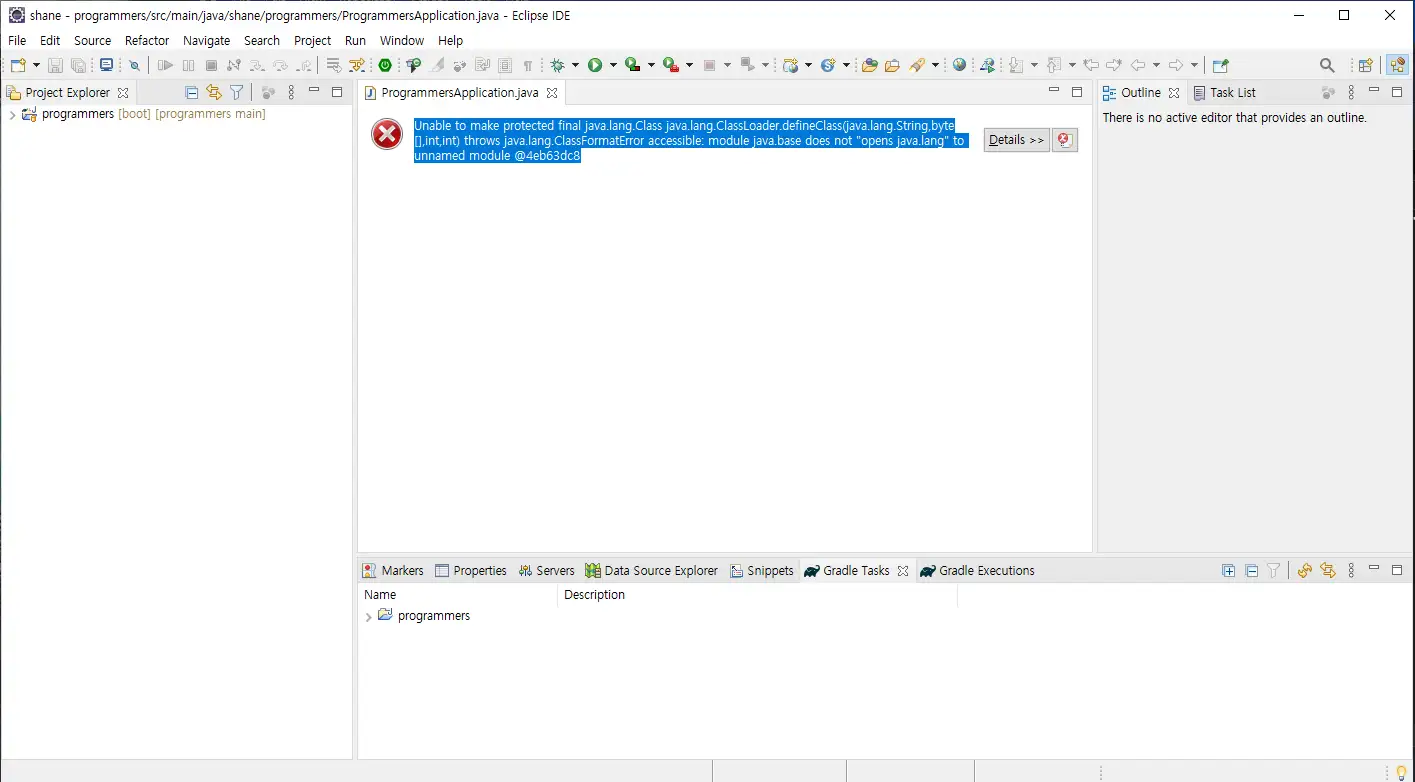 shane - programmers/src/main/java/shane/programmers/ProgrammersApplication.java - Eclipse IDE
File Edit Source Refactor Navigate Search Project Run Window Help
Project Explorer
programmers [boot] [programmers main]
ProgrammersApplication.java
Unable to make protected final java.lang.Class java.lang.ClassLoader.defineClass(java.lang.String,byte
[],int,int) throws java.lang.ClassFormatError accessible: module java.base does not "opens java.lang" to
unnamed module @4eb63dc8
Details >>
Outline
Task List
There is no active editor that provides an outline.
Markers
Properties
Servers
Data Source Explorer
Snippets
Gradle Tasks
Gradle Executions
Name
Description
programmers